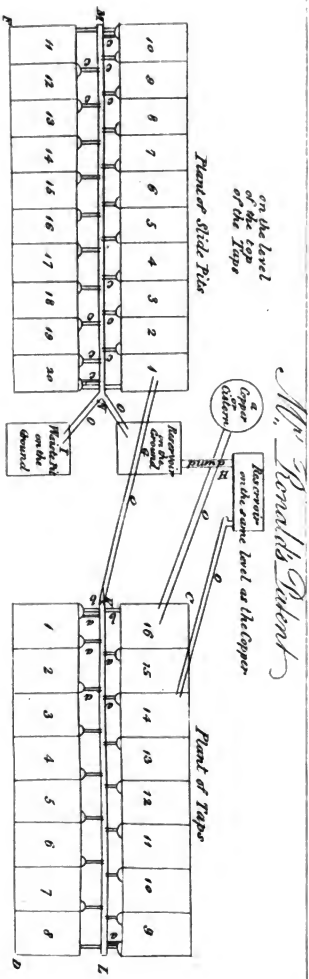 Mr. Ronald's Patent
on the level
of the top
of the Taps
a
Copper
or
Cistern
Reservoir
on the same level as the Copper
Pump
H
Plant of Slide Pits
Plant of Taps
10 9 8 7 6 5 4 3 2 1
Reservoir
on the
Ground
G
C
16 15 14 13 12 11 10 9
M
L
11 12 13 14 15 16 17 18 19 20
I
Waste Pit
on the
Ground
1 2 3 4 5 6 7 8
D